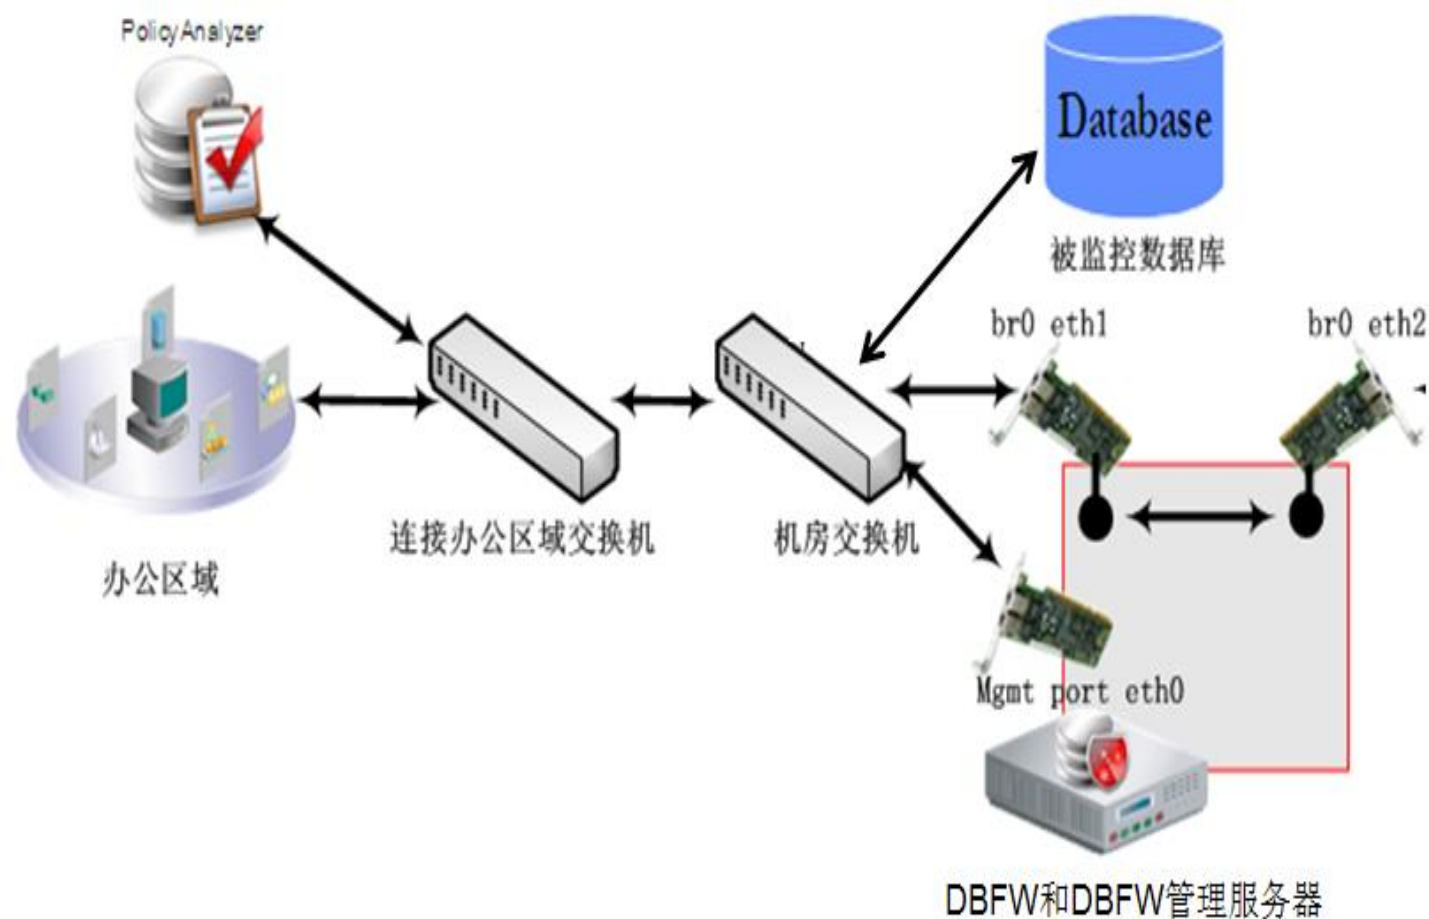 Policy Analyzer
Database
被监控数据库
br0 eth1
br0 eth2
连接办公区域交换机
机房交换机
办公区域
Mgmt port eth0
DBFW和DBFW管理服务器